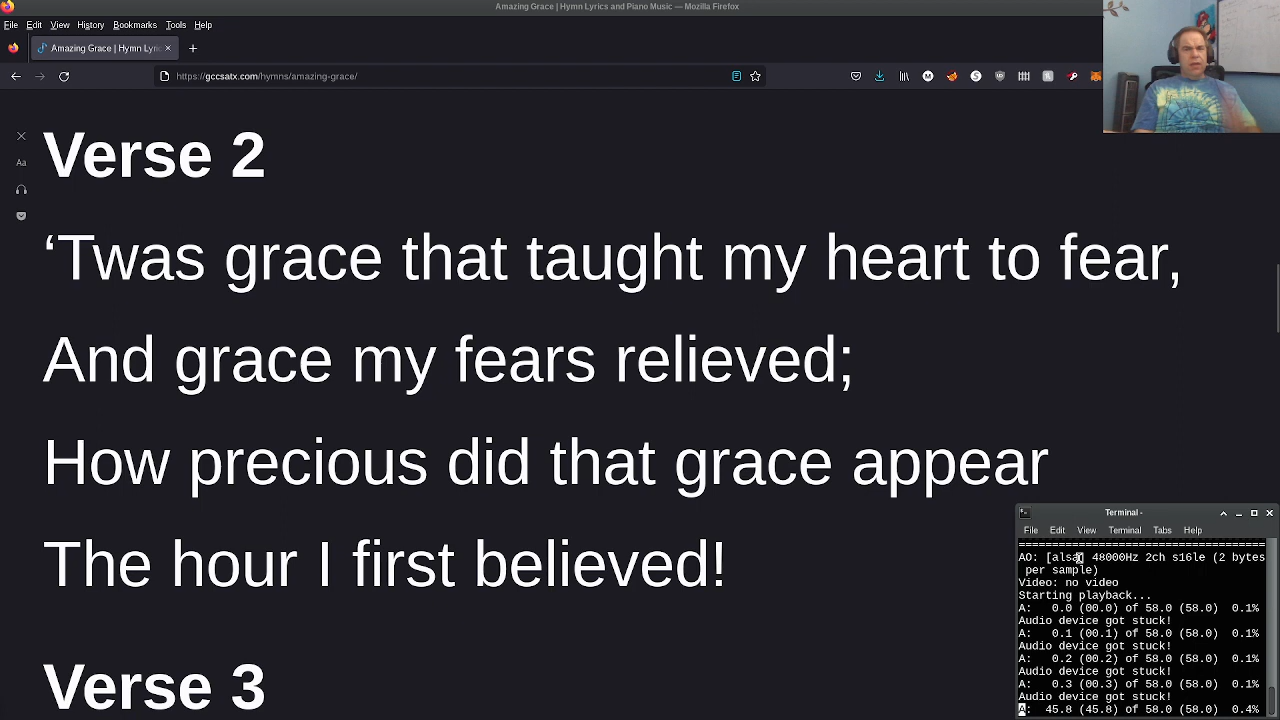 Amazing Grace | Hymn Lyrics and Piano Music — Mozilla Firefox
File Edit View History Bookmarks Tools Help
Amazing Grace | Hymn Lyric
https://gccsatx.com/hymns/amazing-grace/
Verse 2
‘Twas grace that taught my heart to fear,
And grace my fears relieved;
How precious did that grace appear
The hour I first believed!
Verse 3
Aa
Terminal -
File Edit View Terminal Tabs Help
AO: [alsa] 48000Hz 2ch s16le (2 bytes
per sample)
Video: no video
Starting playback...
A: 0.0 (00.0) of 58.0 (58.0) 0.1%
Audio device got stuck!
A: 0.1 (00.1) of 58.0 (58.0) 0.1%
Audio device got stuck!
A: 0.2 (00.2) of 58.0 (58.0) 0.1%
Audio device got stuck!
A: 0.3 (00.3) of 58.0 (58.0) 0.1%
Audio device got stuck!
A: 45.8 (45.8) of 58.0 (58.0) 0.4%